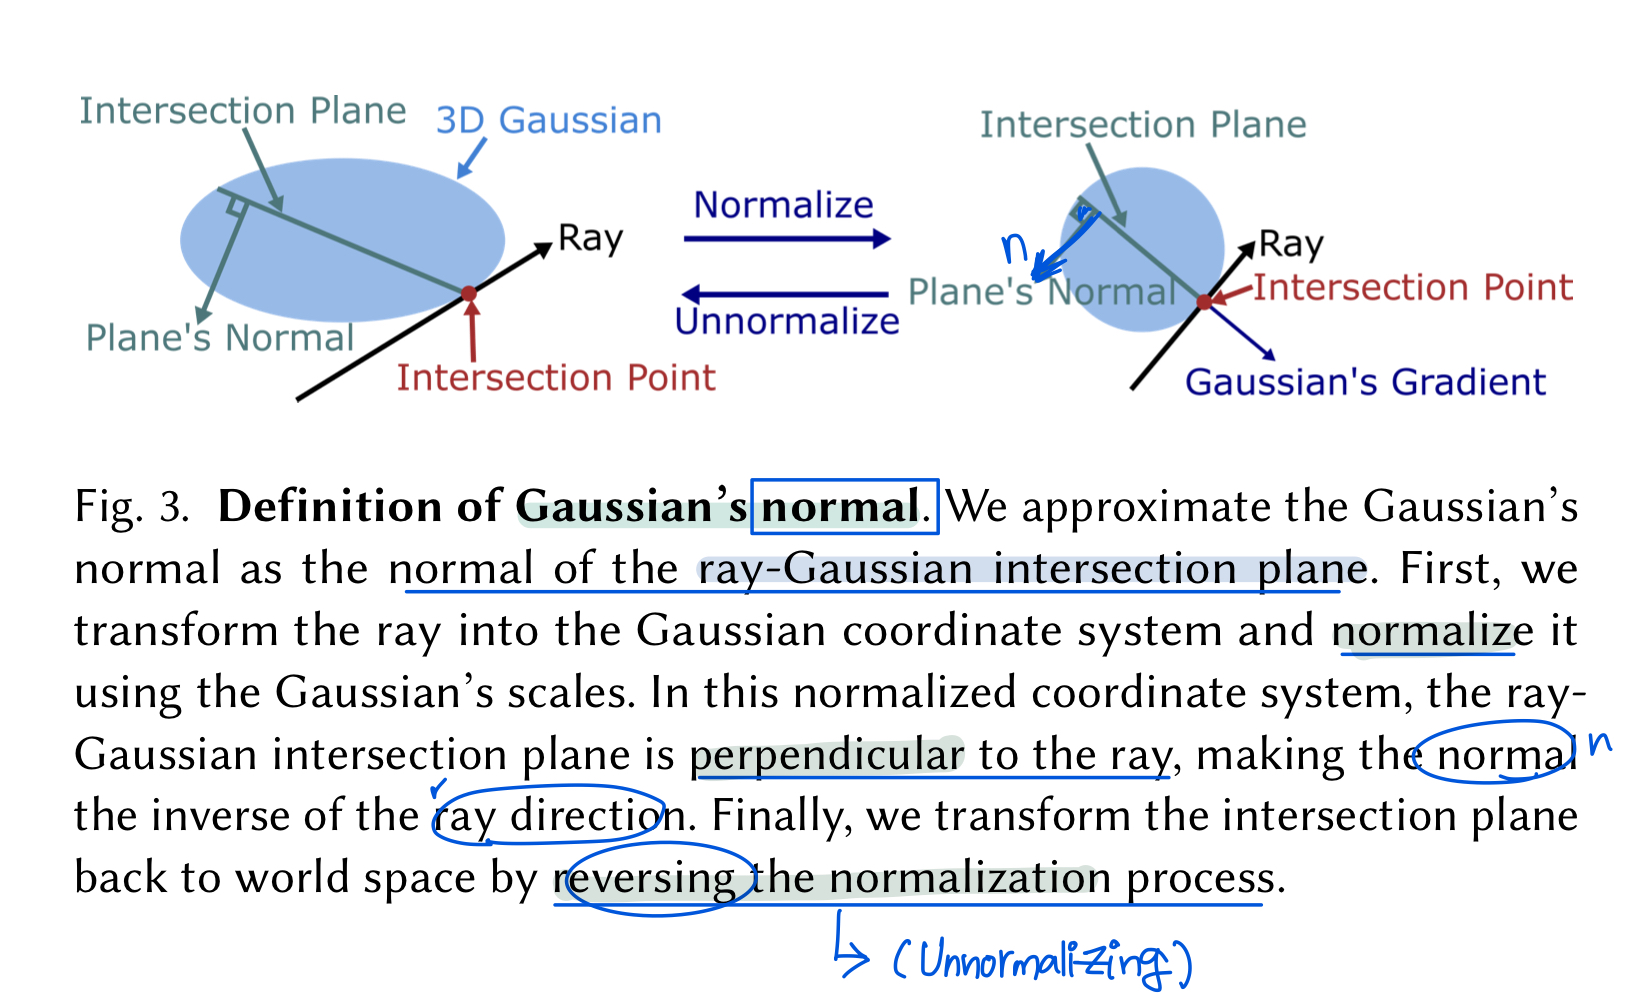 Intersection Plane
3D Gaussian
Ray
Plane's Normal
Intersection Point
Normalize
Unnormalize
Intersection Plane
n
r
Ray
Plane's Normal
Intersection Point
Gaussian's Gradient
Fig. 3. Definition of Gaussian’s normal. We approximate the Gaussian’s
normal as the normal of the ray-Gaussian intersection plane. First, we
transform the ray into the Gaussian coordinate system and normalize it
using the Gaussian’s scales. In this normalized coordinate system, the ray-
Gaussian intersection plane is perpendicular to the ray, making the normal n
r
the inverse of the ray direction. Finally, we transform the intersection plane
back to world space by reversing the normalization process.
(Unnormalizing)